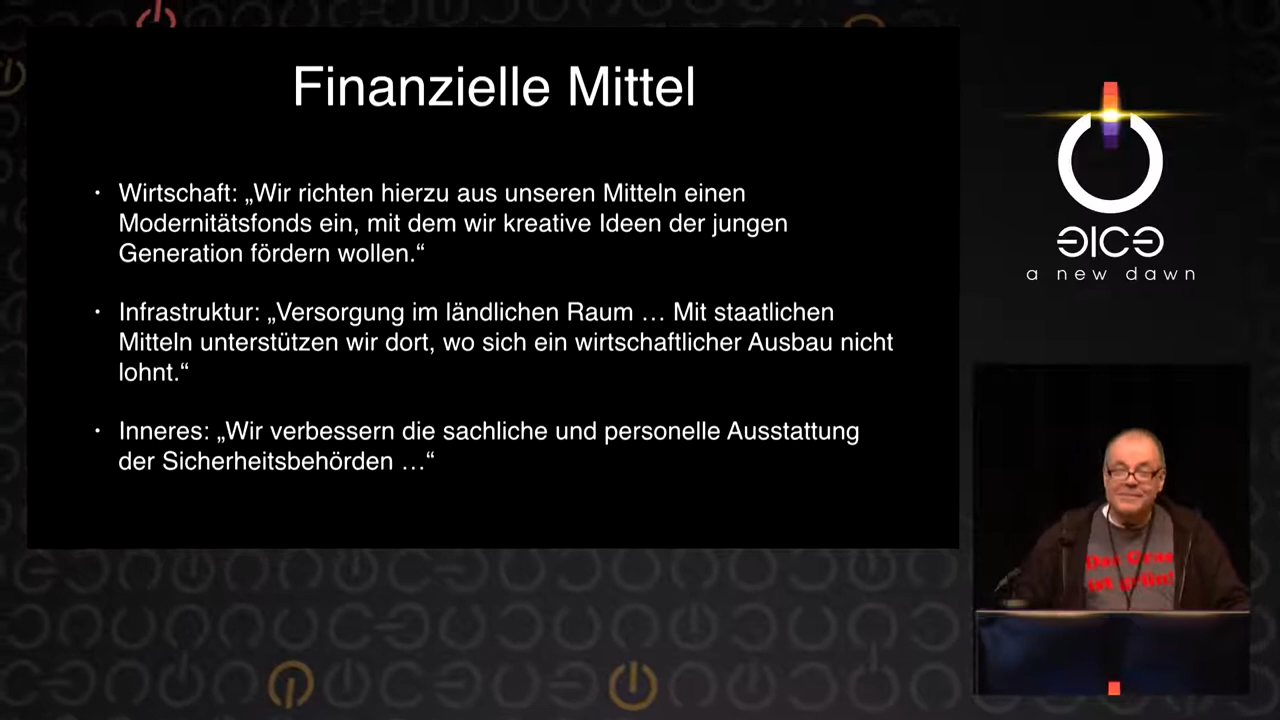 Finanzielle Mittel
• Wirtschaft: „Wir richten hierzu aus unseren Mitteln einen
Modernitätsfonds ein, mit dem wir kreative Ideen der jungen
Generation fördern wollen.“
• Infrastruktur: „Versorgung im ländlichen Raum … Mit staatlichen
Mitteln unterstützen wir dort, wo sich ein wirtschaftlicher Ausbau nicht
lohnt.“
• Inneres: „Wir verbessern die sachliche und personelle Ausstattung
der Sicherheitsbehörden …“
a new dawn
ist grün!